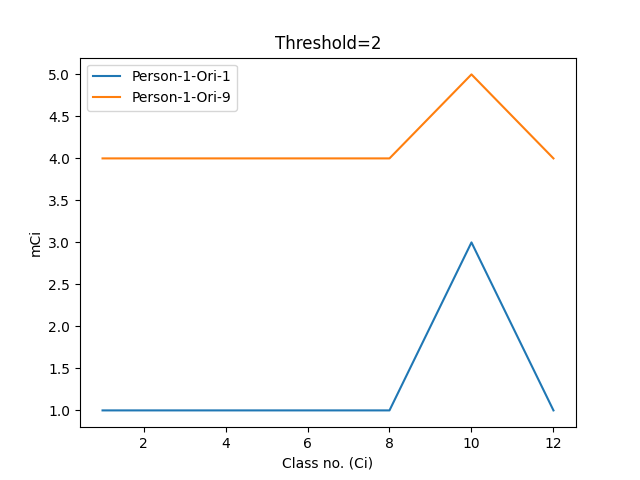 Threshold=2
Person-1-Ori-1
Person-1-Ori-9
mCi
5.0
4.5
4.0
3.5
3.0
2.5
2.0
1.5
1.0
2 4 6 8 10 12
Class no. (Ci)